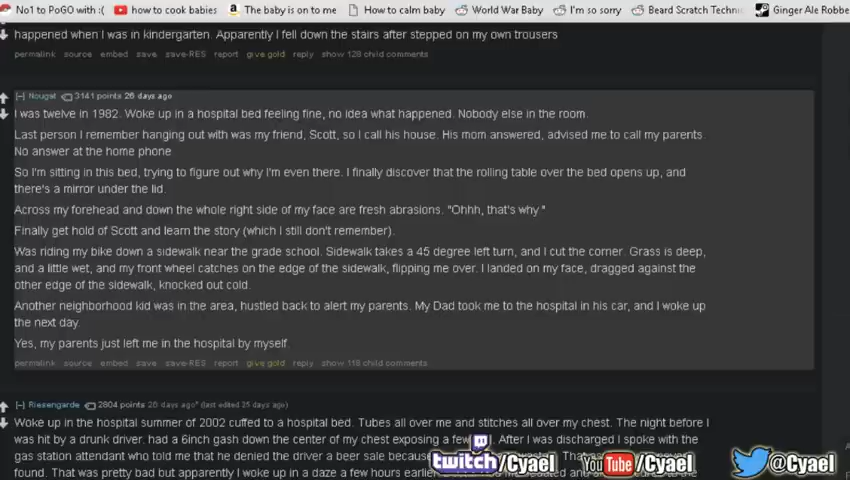 No1 to PoGO with :( how to cook babies The baby is on to me How to calm baby World War Baby I'm so sorry Beard Scratch Techni Ginger Ale Robbe
happened when I was in kindergarten. Apparently I fell down the stairs after stepped on my own trousers
permalink source embed save save-RES report give gold reply show 128 child comments
[-] Nougat 3141 points 26 days ago
I was twelve in 1982. Woke up in a hospital bed feeling fine, no idea what happened. Nobody else in the room.
Last person I remember hanging out with was my friend, Scott, so I call his house. His mom answered, advised me to call my parents.
No answer at the home phone
So I'm sitting in this bed, trying to figure out why I'm even there. I finally discover that the rolling table over the bed opens up, and
there's a mirror under the lid.
Across my forehead and down the whole right side of my face are fresh abrasions. "Ohhh, that's why."
Finally get hold of Scott and learn the story (which I still don't remember).
Was riding my bike down a sidewalk near the grade school. Sidewalk takes a 45 degree left turn, and I cut the corner. Grass is deep,
and a little wet, and my front wheel catches on the edge of the sidewalk, flipping me over. I landed on my face, dragged against the
other edge of the sidewalk, knocked out cold.
Another neighborhood kid was in the area, hustled back to alert my parents. My Dad took me to the hospital in his car, and I woke up
the next day.
Yes, my parents just left me in the hospital by myself.
permalink source embed save save-RES report give gold reply show 118 child comments
[-] Riesengarde 2804 points 26 days ago* (last edited 25 days ago)
Woke up in the hospital summer of 2002 cuffed to a hospital bed. Tubes all over me and stitches all over my chest. The night before I
was hit by a drunk driver. had a 6inch gash down the center of my chest exposing a few After I was discharged I spoke with the
gas station attendant who told me that he denied the driver a beer sale because
found. That was pretty bad but apparently I woke up in a daze a few hours earlier
twitch/Cyael YouTube/Cyael @Cyael